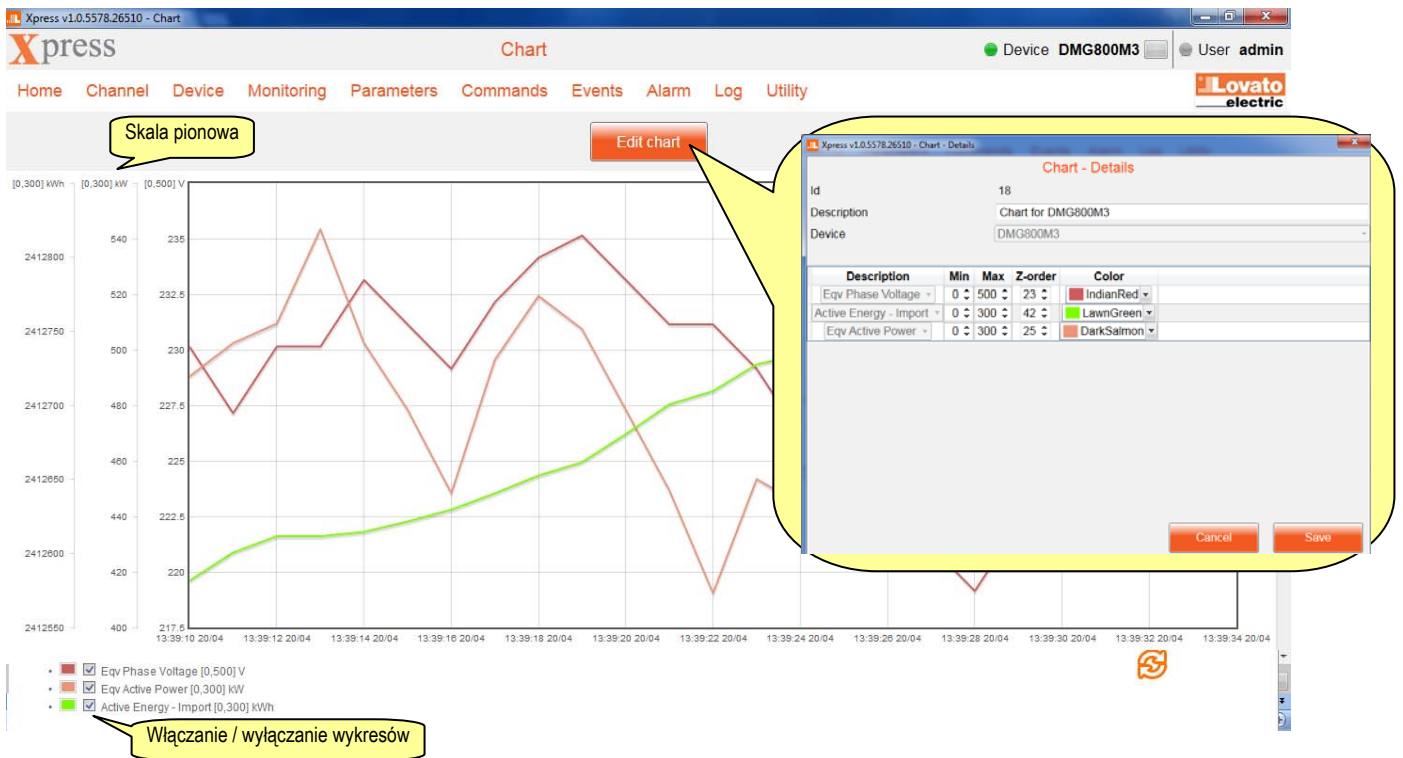 Xpress v1.0.5578.26510 - Chart
Xpress
Chart
Device DMG800M3
User admin
Home Channel Device Monitoring Parameters Commands Events Alarm Log Utility
Lovato
electric
Skala pionowa
Edit chart
[0,300] kWh [0,300] kW [0,500] V
540 235
2412800
520 232.5
2412750
500 230
2412700 480 227.5
460 225
2412650
440 222.5
2412600
420 220
2412550 400 217.5
13:39:10 20/04 13:39:12 20/04 13:39:14 20/04 13:39:16 20/04 13:39:18 20/04 13:39:20 20/04 13:39:22 20/04 13:39:24 20/04 13:39:26 20/04 13:39:28 20/04 13:39:30 20/04 13:39:32 20/04 13:39:34 20/04
Xpress v1.0.5578.26510 - Chart - Details
Chart - Details
Id 18
Description Chart for DMG800M3
Device DMG800M3
Description Min Max Z-order Color
Eqv Phase Voltage 0 500 23 IndianRed
Active Energy - Import 0 300 42 LawnGreen
Eqv Active Power 0 300 25 DarkSalmon
Cancel Save
Eqv Phase Voltage [0,500] V
Eqv Active Power [0,300] kW
Active Energy - Import [0,300] kWh
Włączanie / wyłączanie wykresów